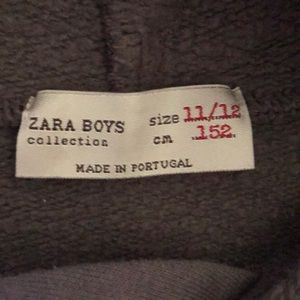 ZARA BOYS size 11/12
collection cm 152
MADE IN PORTUGAL